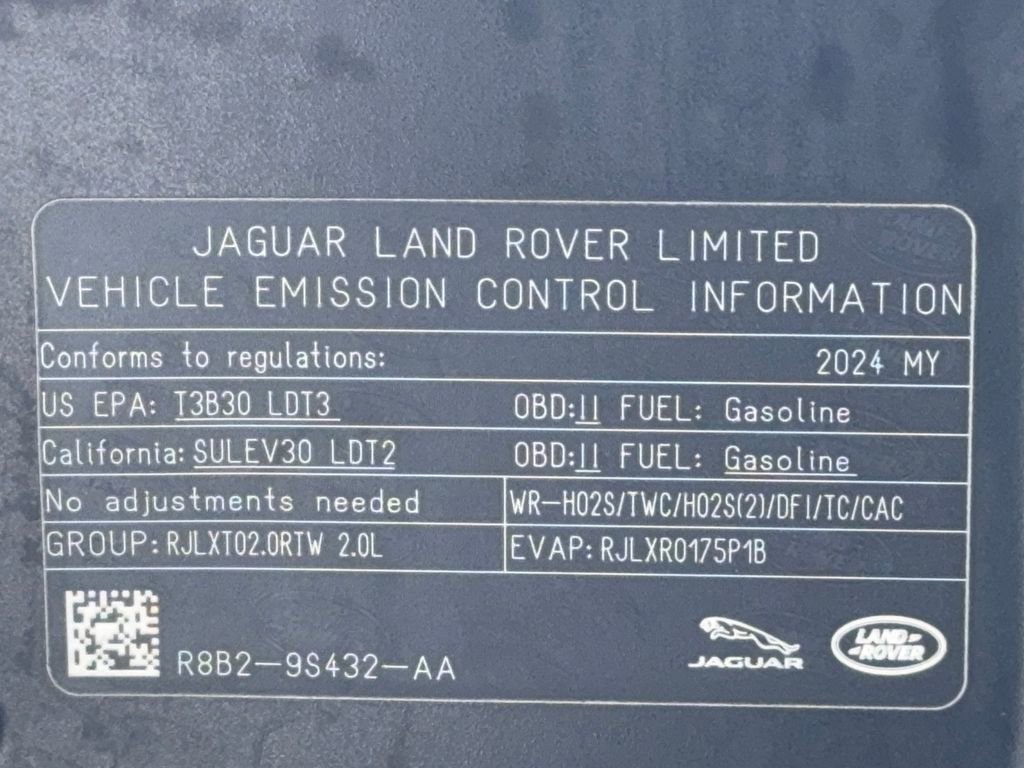 JAGUAR LAND ROVER LIMITED
VEHICLE EMISSION CONTROL INFORMATION
Conforms to regulations: 2024 MY
US EPA: T3B30 LDT3 OBD:II FUEL: Gasoline
California: SULEV30 LDT2 OBD:II FUEL: Gasoline
No adjustments needed WR-HO2S/TWC/HO2S(2)/DFI/TC/CAC
GROUP: RJLXT02.0RTW 2.0L EVAP: RJLXR0175P1B
R8B2-9S432-AA
JAGUAR
LAND-
-ROVER